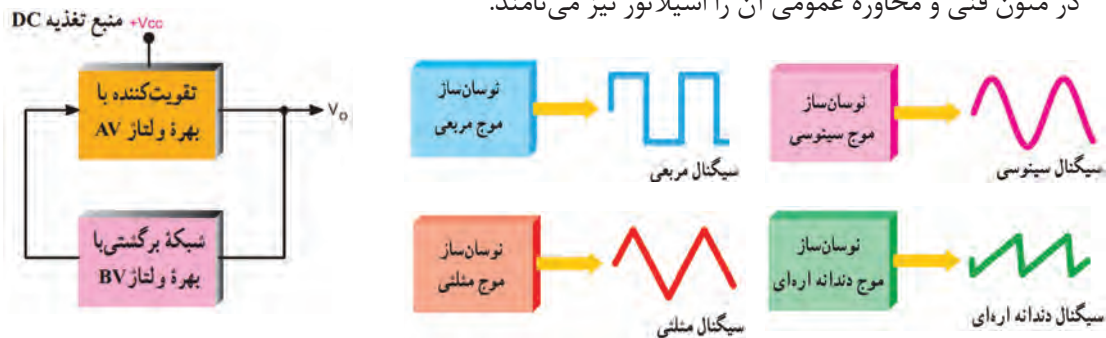 در متون فنی و محاوره عمومی آن را اسیلاتور نیز می‌نامند.
منبع تغذیه DC +Vcc
تقویت‌کننده با
بهرهٔ ولتاژ AV
Vo
شبکهٔ برگشتی با
بهرهٔ ولتاژ BV
نوسان‌ساز
موج سینوسی
سیگنال سینوسی
نوسان‌ساز
موج مربعی
سیگنال مربعی
نوسان‌ساز
موج دندانه اره‌ای
سیگنال دندانه اره‌ای
نوسان‌ساز
موج مثلثی
سیگنال مثلثی